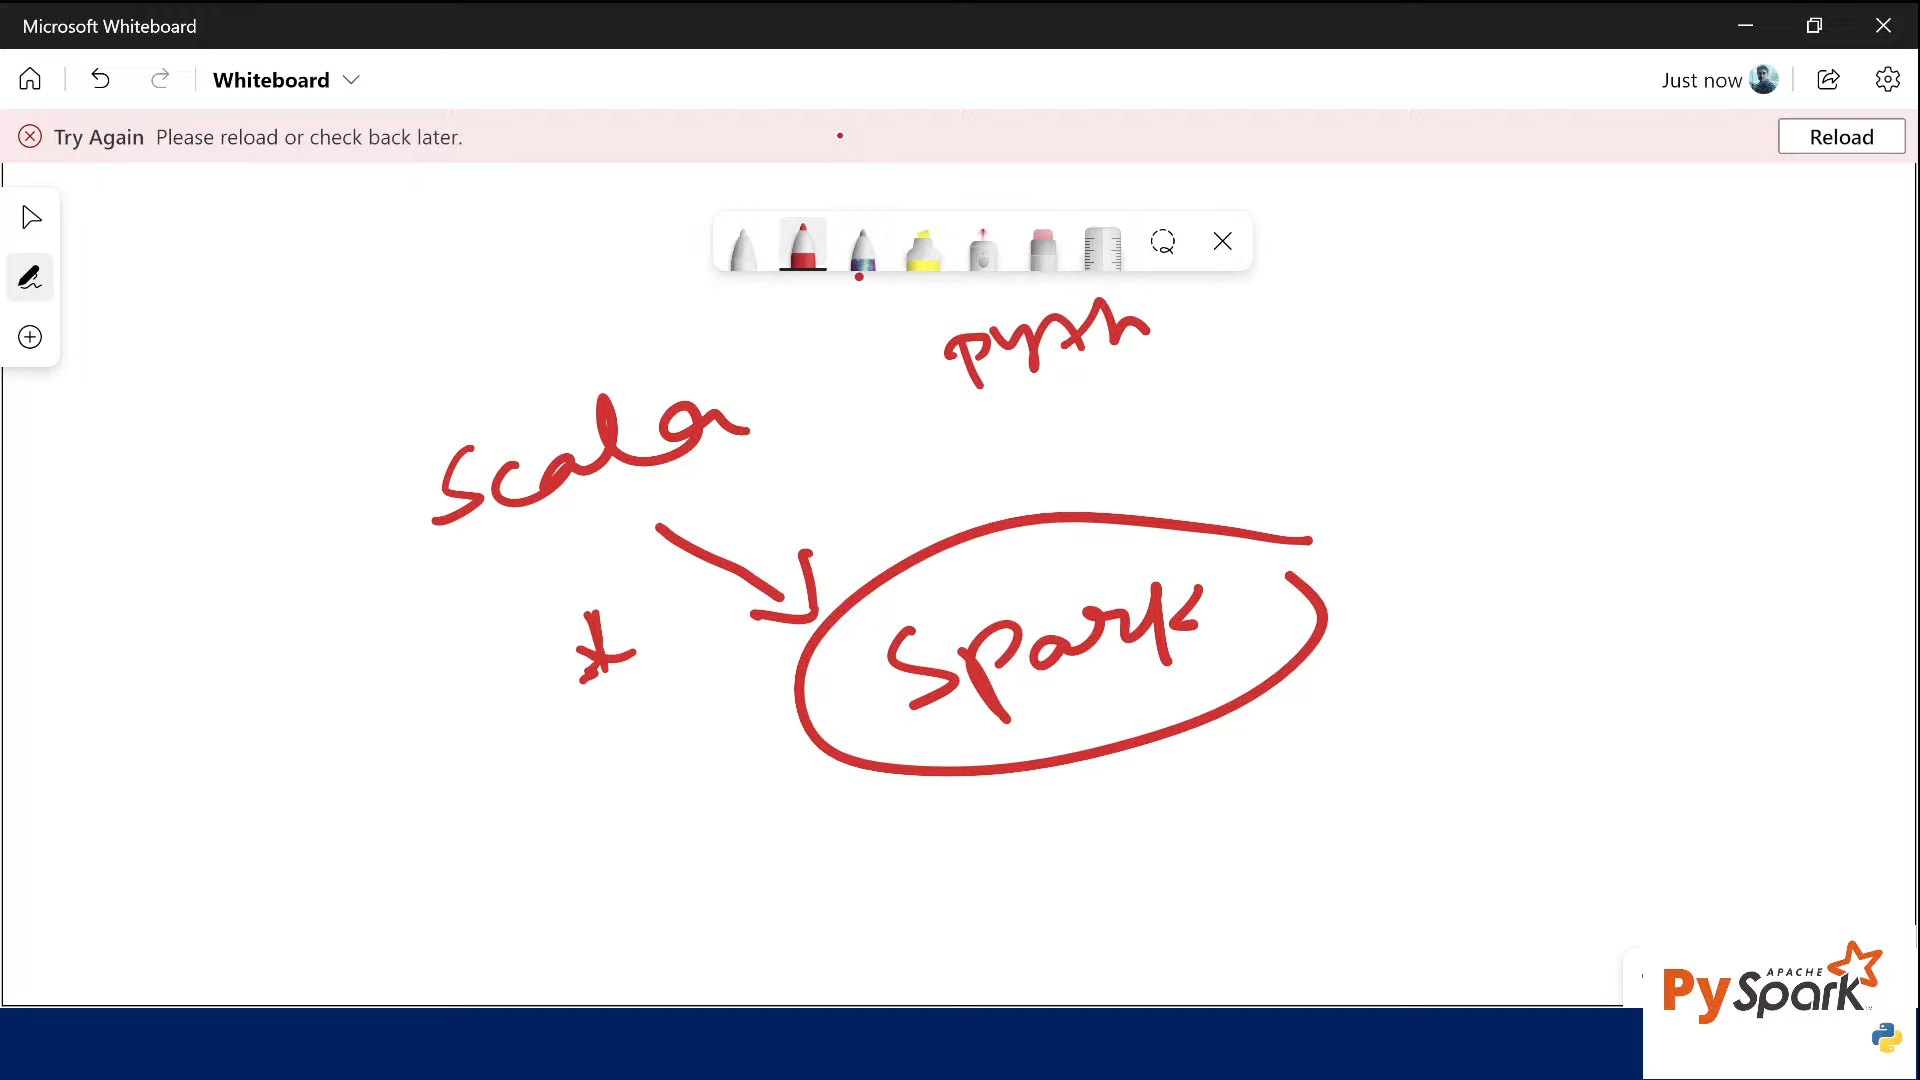 Microsoft Whiteboard
Whiteboard
Just now
Try Again Please reload or check back later.
Reload
pyth
Scala
Spark
APACHE
PySpark